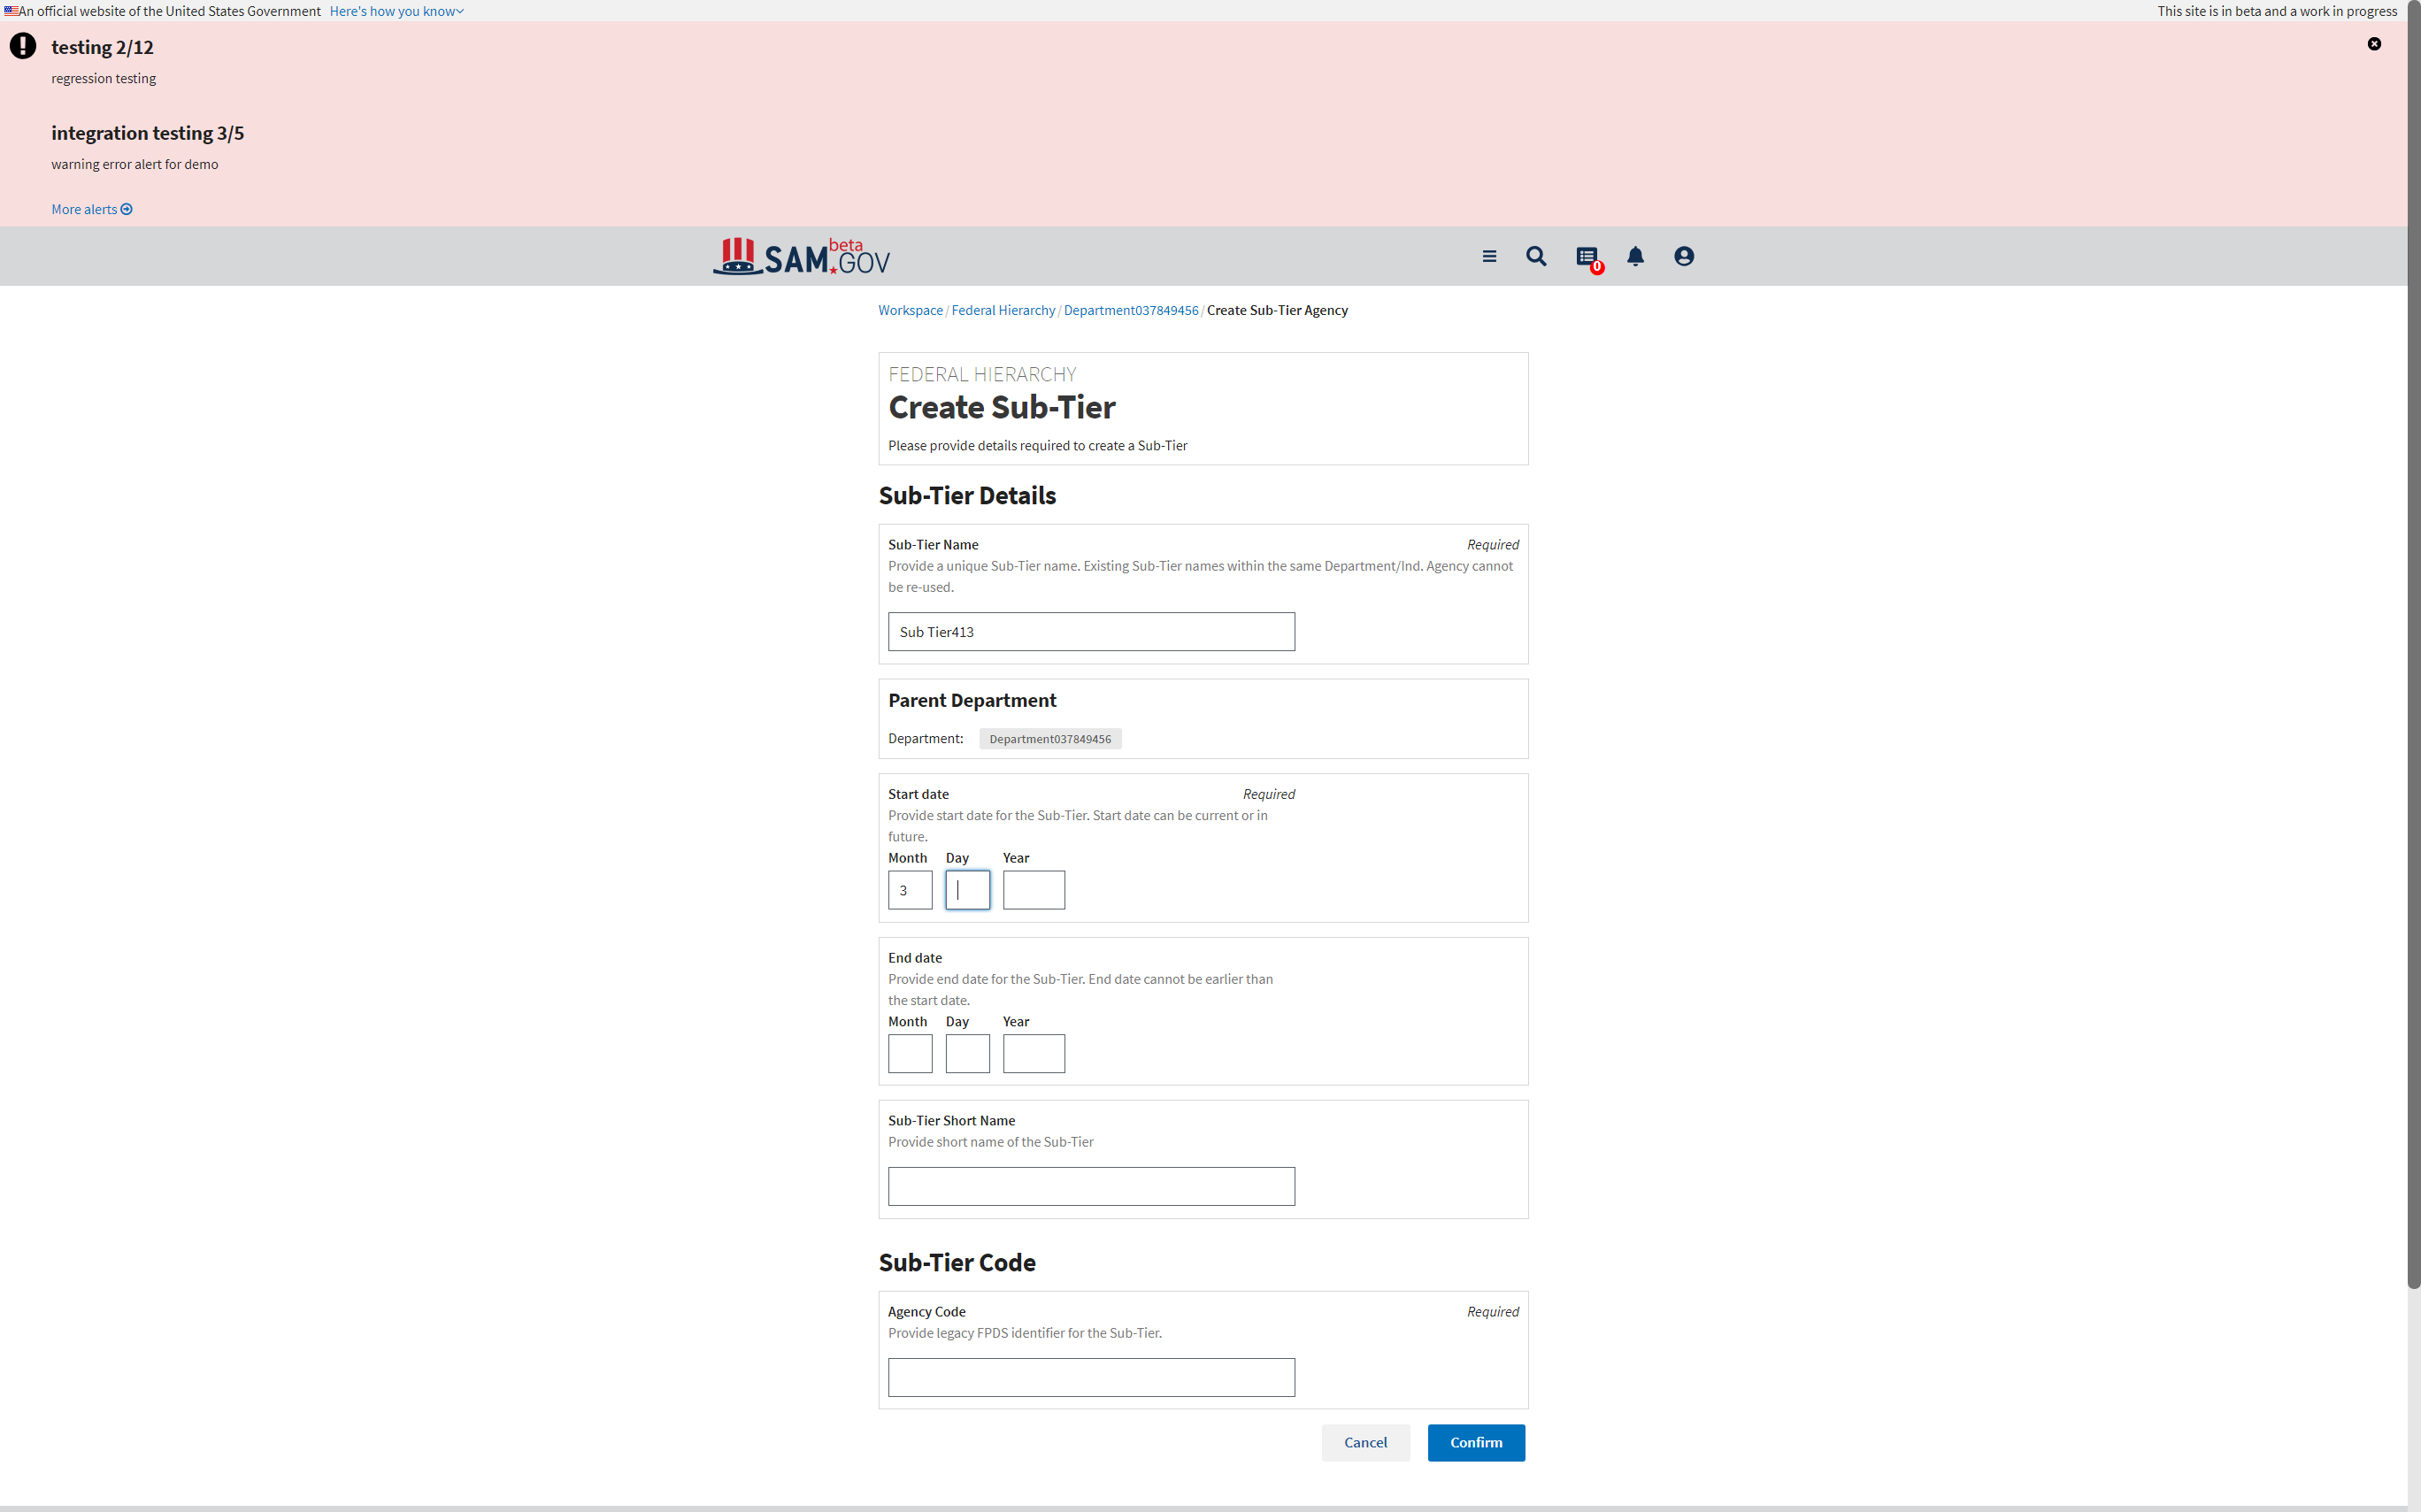 An official website of the United States Government Here's how you know
This site is in beta and a work in progress
testing 2/12
regression testing
integration testing 3/5
warning error alert for demo
More alerts
SAM.GOV beta
0
Workspace / Federal Hierarchy / Department037849456 / Create Sub-Tier Agency
FEDERAL HIERARCHY
Create Sub-Tier
Please provide details required to create a Sub-Tier
Sub-Tier Details
Sub-Tier Name Required
Provide a unique Sub-Tier name. Existing Sub-Tier names within the same Department/Ind. Agency cannot
be re-used.
Sub Tier413
Parent Department
Department: Department037849456
Start date Required
Provide start date for the Sub-Tier. Start date can be current or in
future.
Month Day Year
3
End date
Provide end date for the Sub-Tier. End date cannot be earlier than
the start date.
Month Day Year
Sub-Tier Short Name
Provide short name of the Sub-Tier
Sub-Tier Code
Agency Code Required
Provide legacy FPDS identifier for the Sub-Tier.
Cancel Confirm